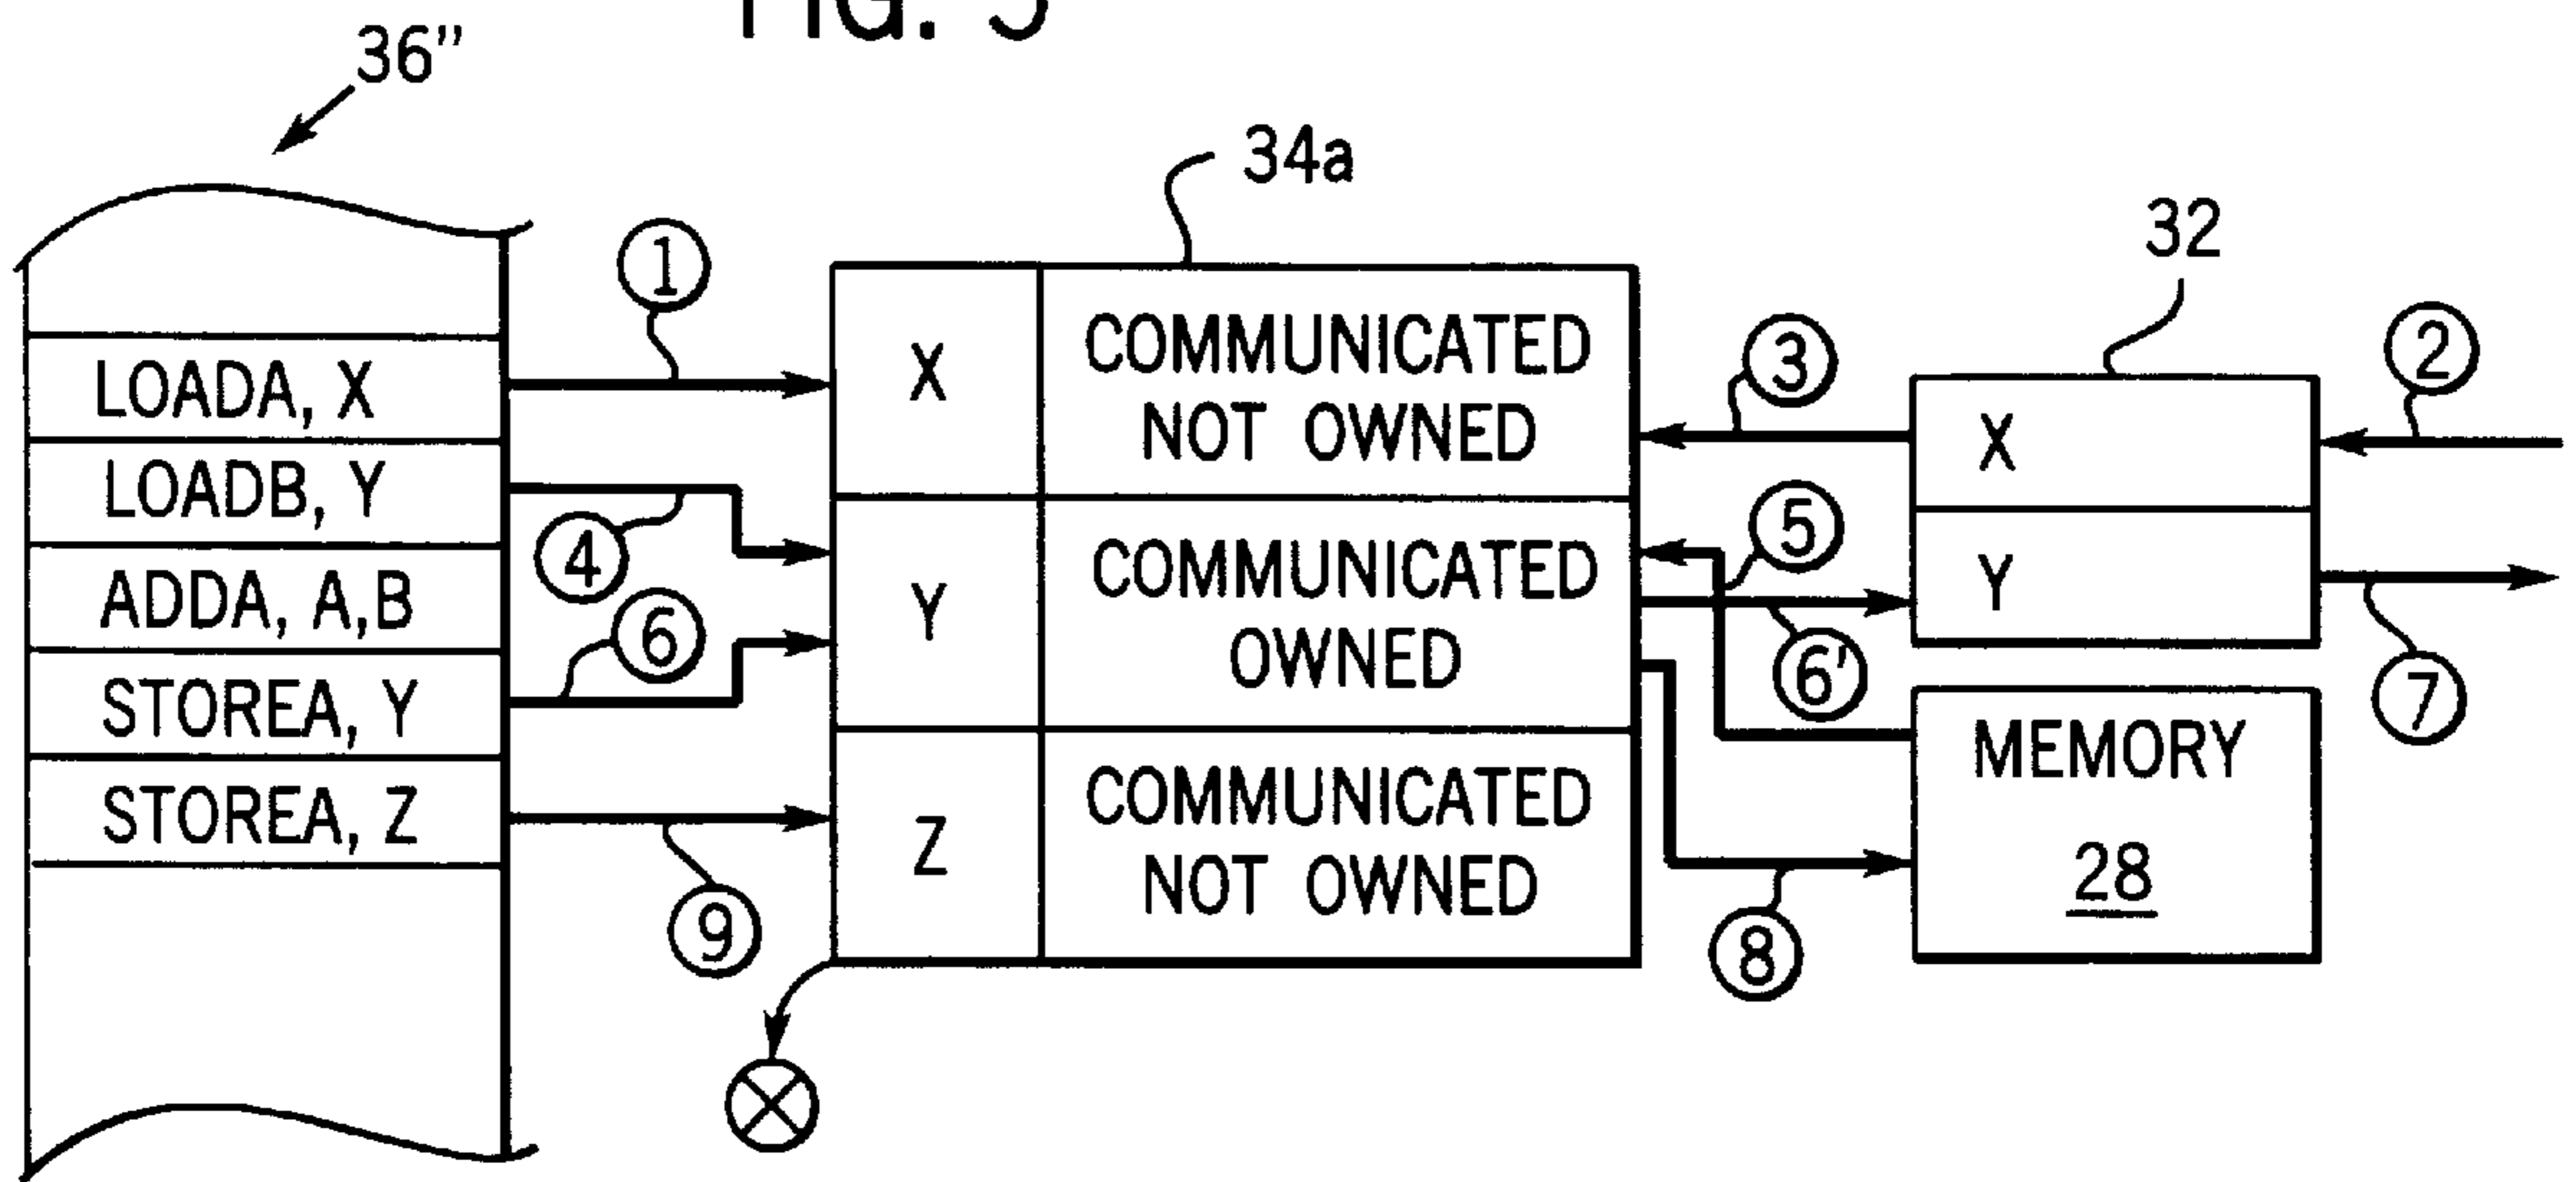 FIG. 5
36"
34a
32
1
2
3
4
5
6
6'
7
8
9
LOADA, X
LOADB, Y
ADDA, A,B
STOREA, Y
STOREA, Z
X
COMMUNICATED
NOT OWNED
Y
COMMUNICATED
OWNED
Z
COMMUNICATED
NOT OWNED
X
Y
MEMORY
28